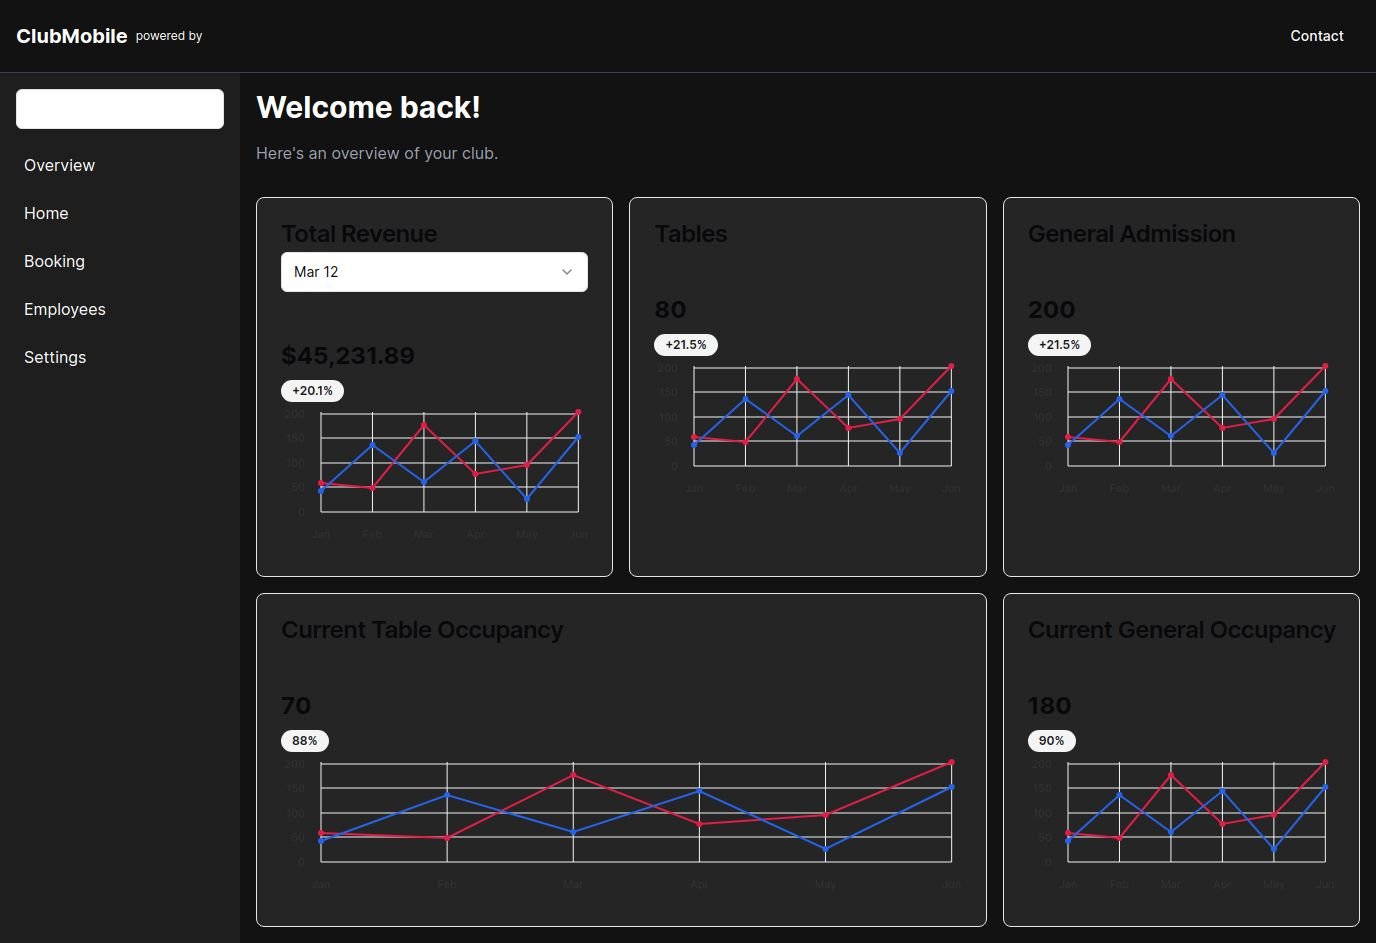 ClubMobile powered by
Contact
Overview
Home
Booking
Employees
Settings
Welcome back!
Here's an overview of your club.
Total Revenue
Mar 12
$45,231.89
+20.1%
200
150
100
50
0
Jan Feb Mar Apr May Jun
Tables
80
+21.5%
200
150
100
50
0
Jan Feb Mar Apr May Jun
General Admission
200
+21.5%
200
150
100
50
0
Jan Feb Mar Apr May Jun
Current Table Occupancy
70
88%
200
150
100
50
0
Jan Feb Mar Apr May Jun
Current General Occupancy
180
90%
200
150
100
50
0
Jan Feb Mar Apr May Jun